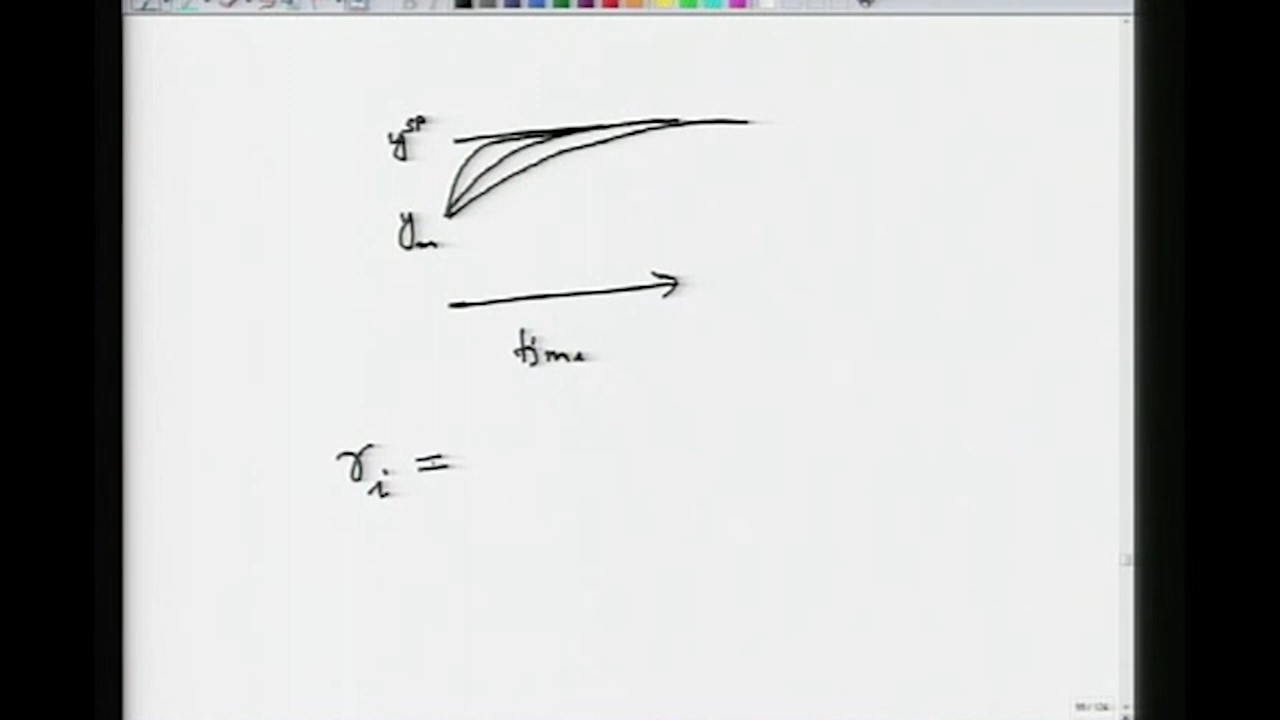 y^SP
y_m
time
r_i =